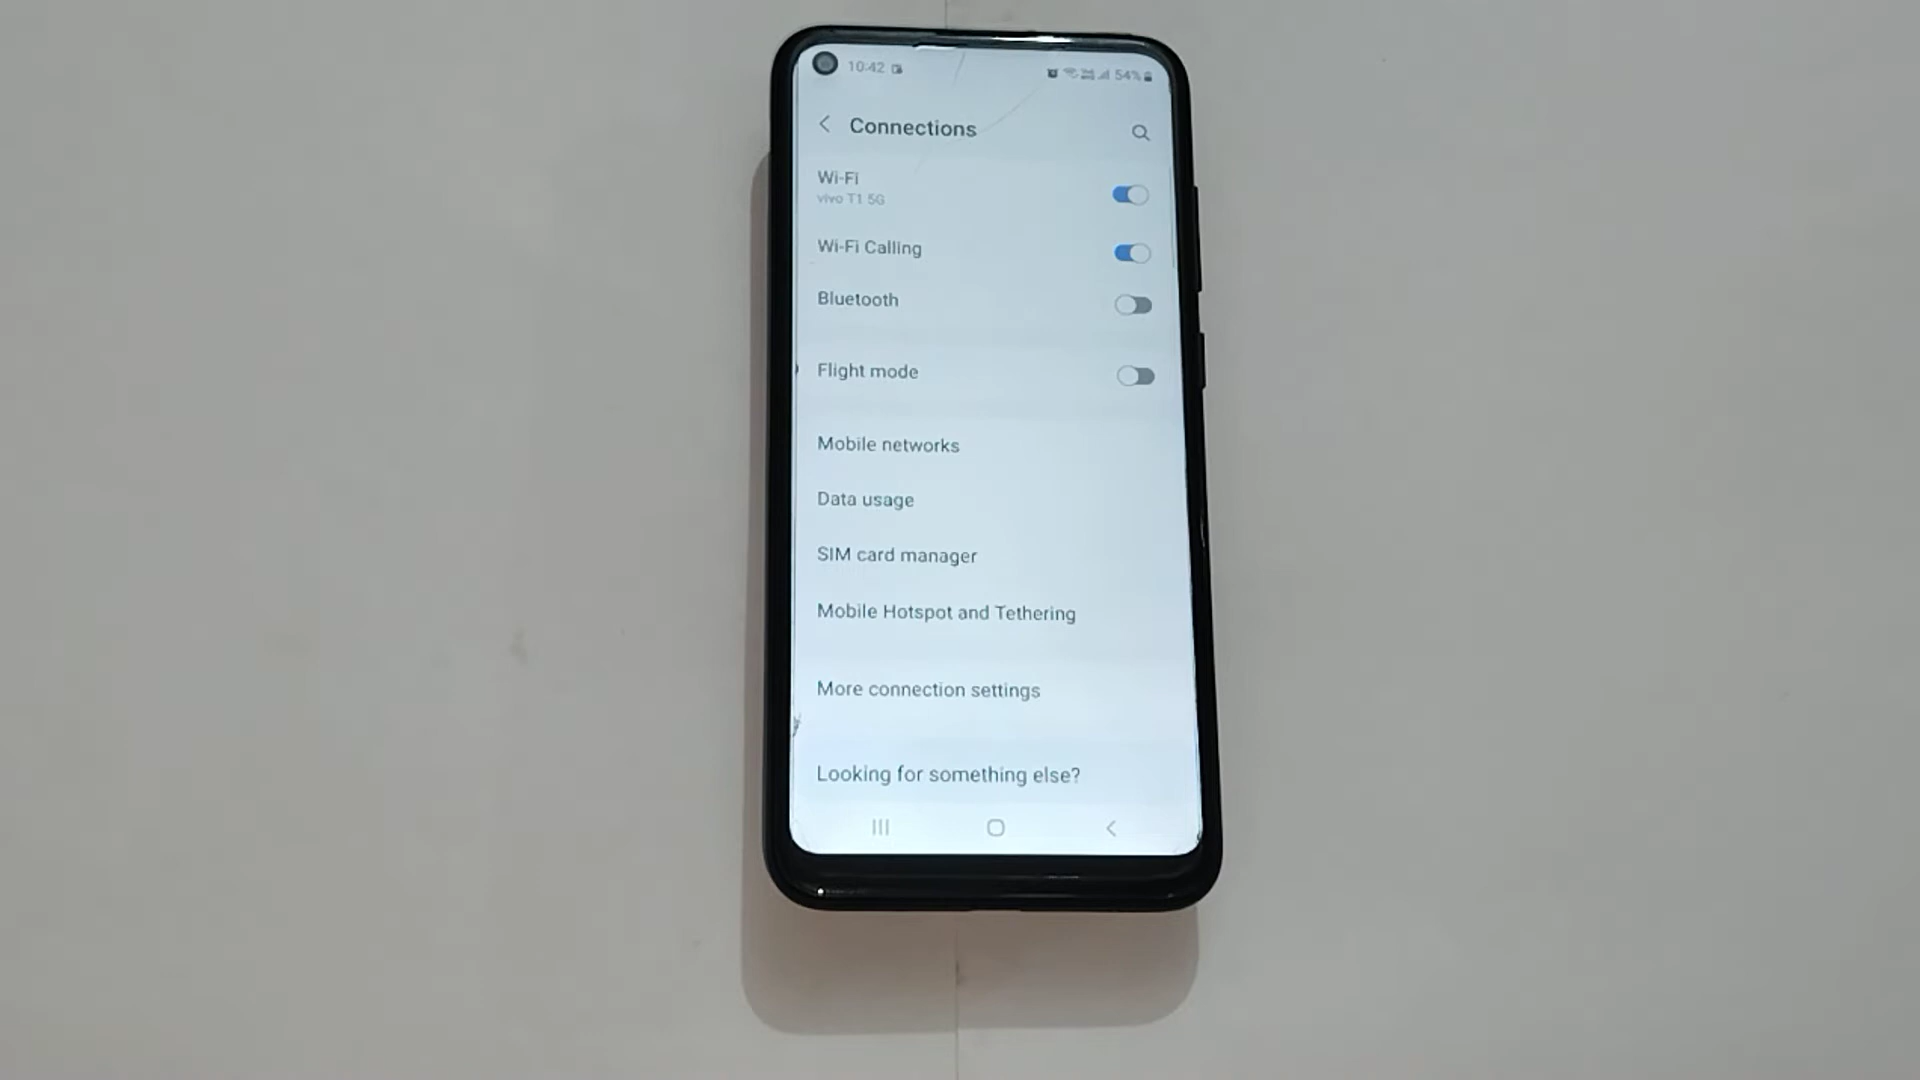 10:42
54%
Connections
Wi-Fi
vivo T1 5G
Wi-Fi Calling
Bluetooth
Flight mode
Mobile networks
Data usage
SIM card manager
Mobile Hotspot and Tethering
More connection settings
Looking for something else?